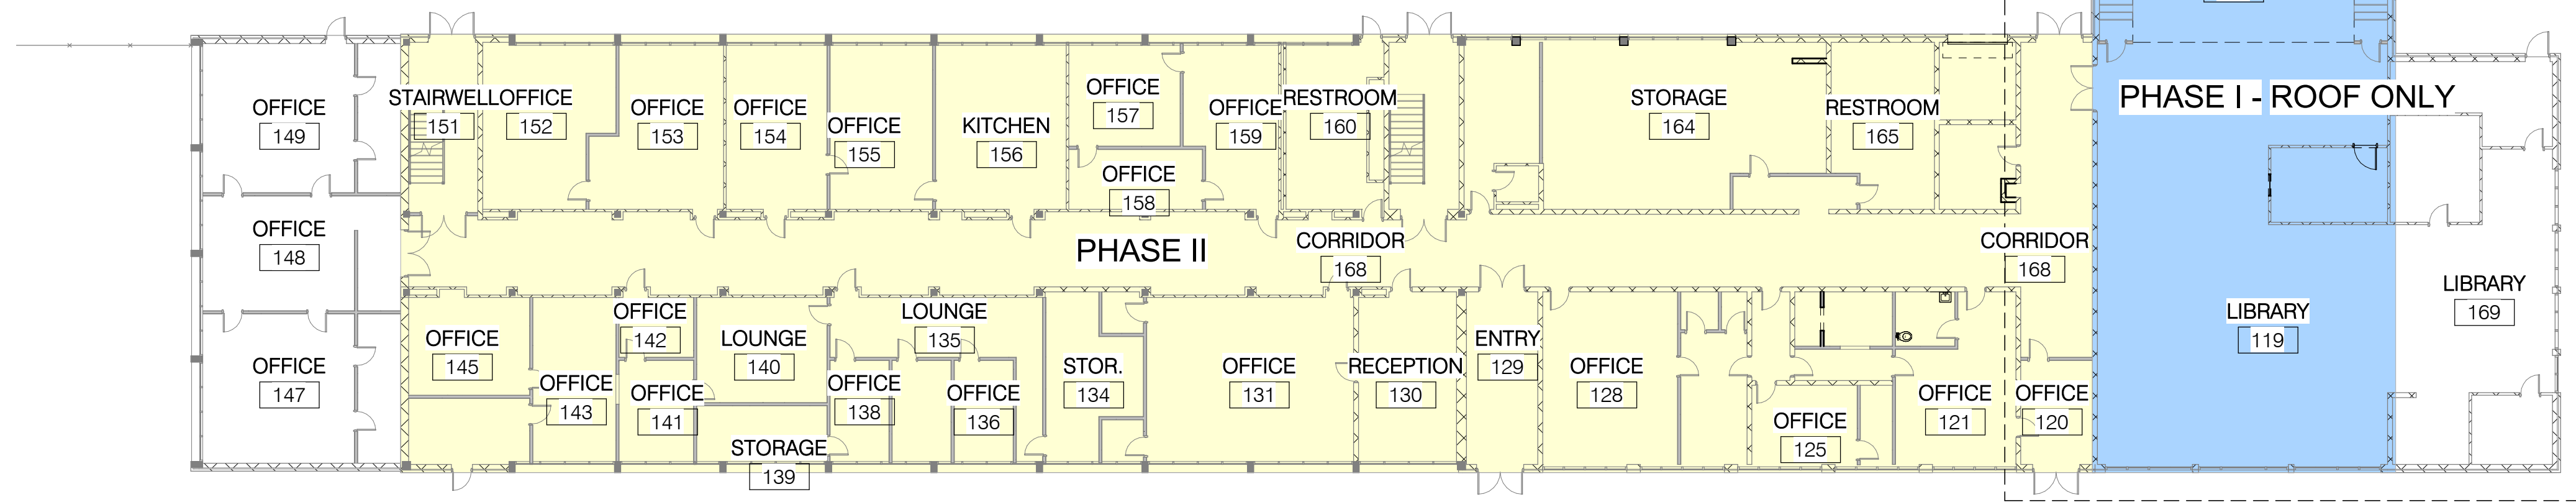 OFFICE
149
STAIRWELL
151
OFFICE
152
OFFICE
153
OFFICE
154
OFFICE
155
KITCHEN
156
OFFICE
157
OFFICE
158
OFFICE
159
RESTROOM
160
STORAGE
164
RESTROOM
165
PHASE I - ROOF ONLY
OFFICE
148
PHASE II
CORRIDOR
168
CORRIDOR
168
OFFICE
147
OFFICE
145
OFFICE
143
OFFICE
142
OFFICE
141
LOUNGE
140
STORAGE
139
LOUNGE
135
OFFICE
138
OFFICE
136
STOR.
134
OFFICE
131
RECEPTION
130
ENTRY
129
OFFICE
128
OFFICE
125
OFFICE
121
OFFICE
120
LIBRARY
119
LIBRARY
169